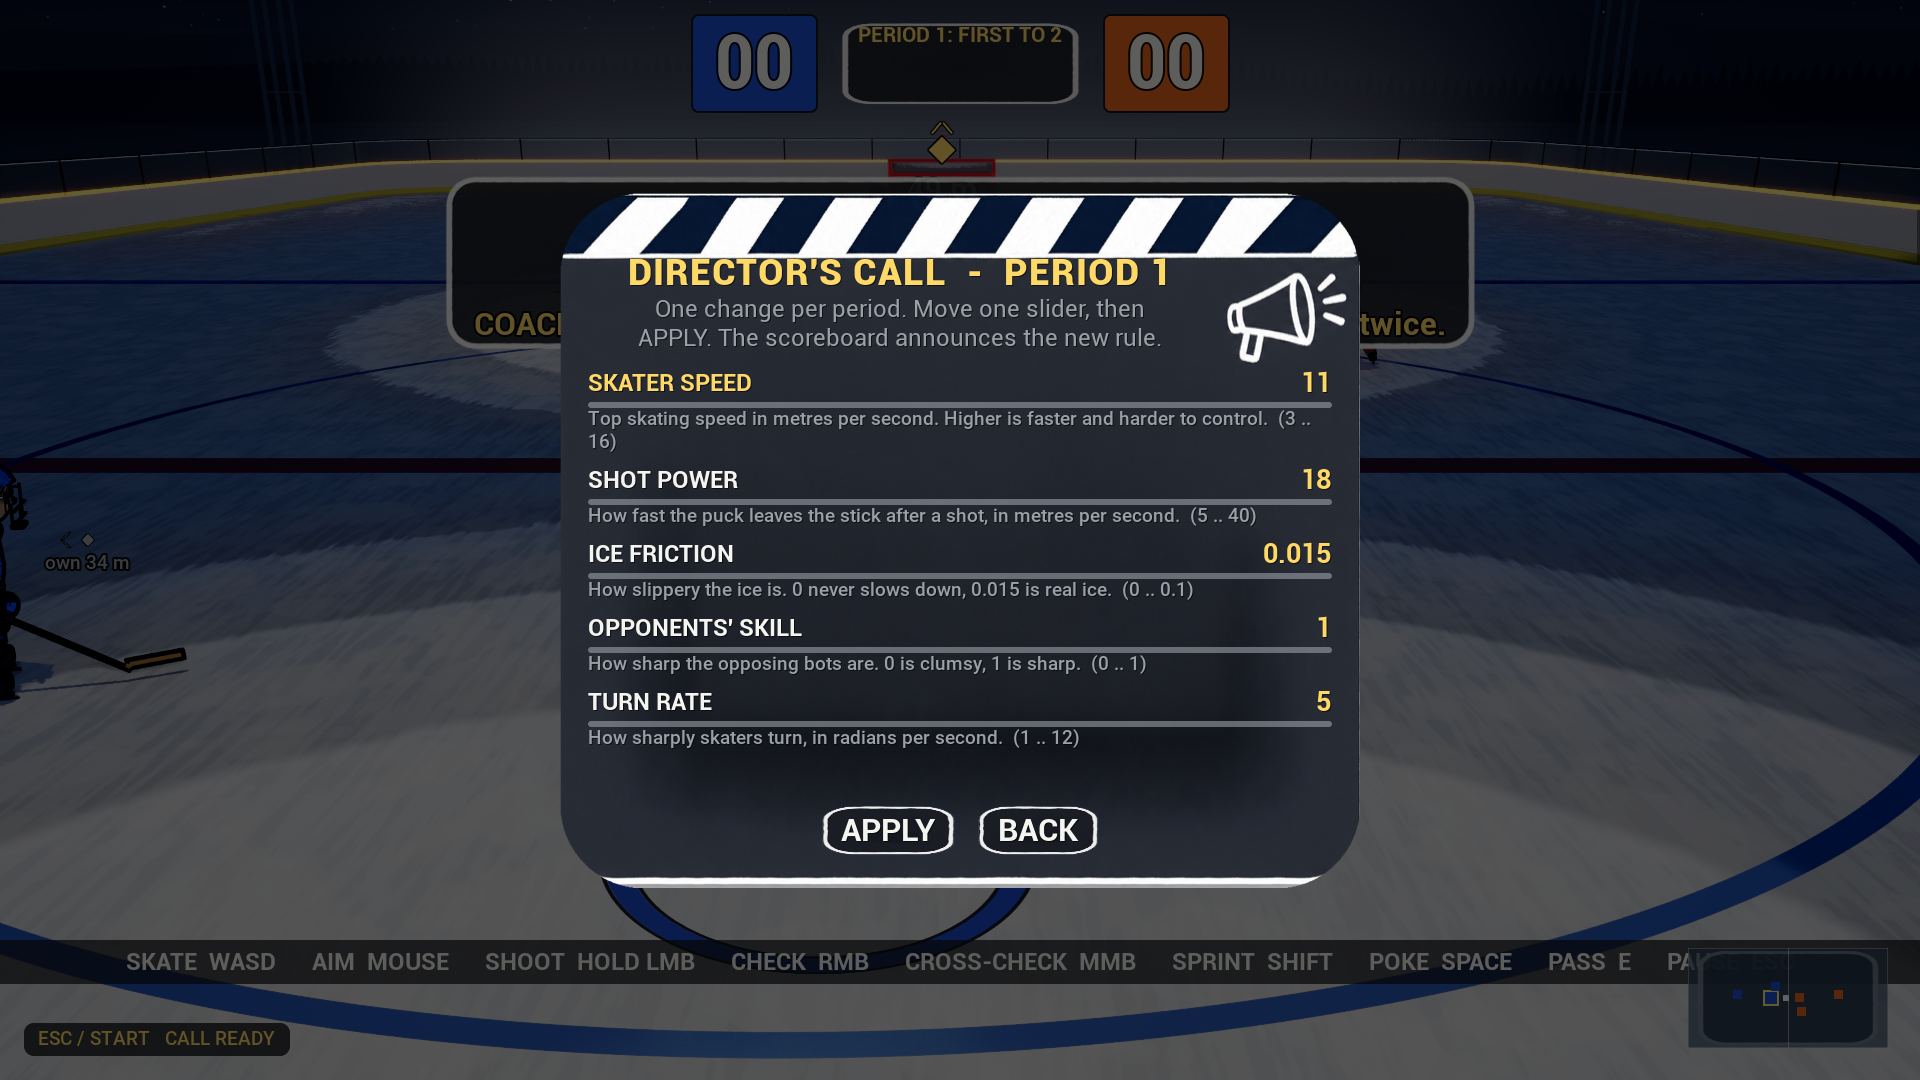 00
PERIOD 1: FIRST TO 2
00
COACH
twice.
DIRECTOR'S CALL - PERIOD 1
One change per period. Move one slider, then
APPLY. The scoreboard announces the new rule.
SKATER SPEED 11
Top skating speed in metres per second. Higher is faster and harder to control. (3 ..
16)
SHOT POWER 18
How fast the puck leaves the stick after a shot, in metres per second. (5 .. 40)
ICE FRICTION 0.015
How slippery the ice is. 0 never slows down, 0.015 is real ice. (0 .. 0.1)
OPPONENTS' SKILL 1
How sharp the opposing bots are. 0 is clumsy, 1 is sharp. (0 .. 1)
TURN RATE 5
How sharply skaters turn, in radians per second. (1 .. 12)
APPLY BACK
own 34 m
SKATE WASD AIM MOUSE SHOOT HOLD LMB CHECK RMB CROSS-CHECK MMB SPRINT SHIFT POKE SPACE PASS E PAUSE ESC
ESC / START CALL READY